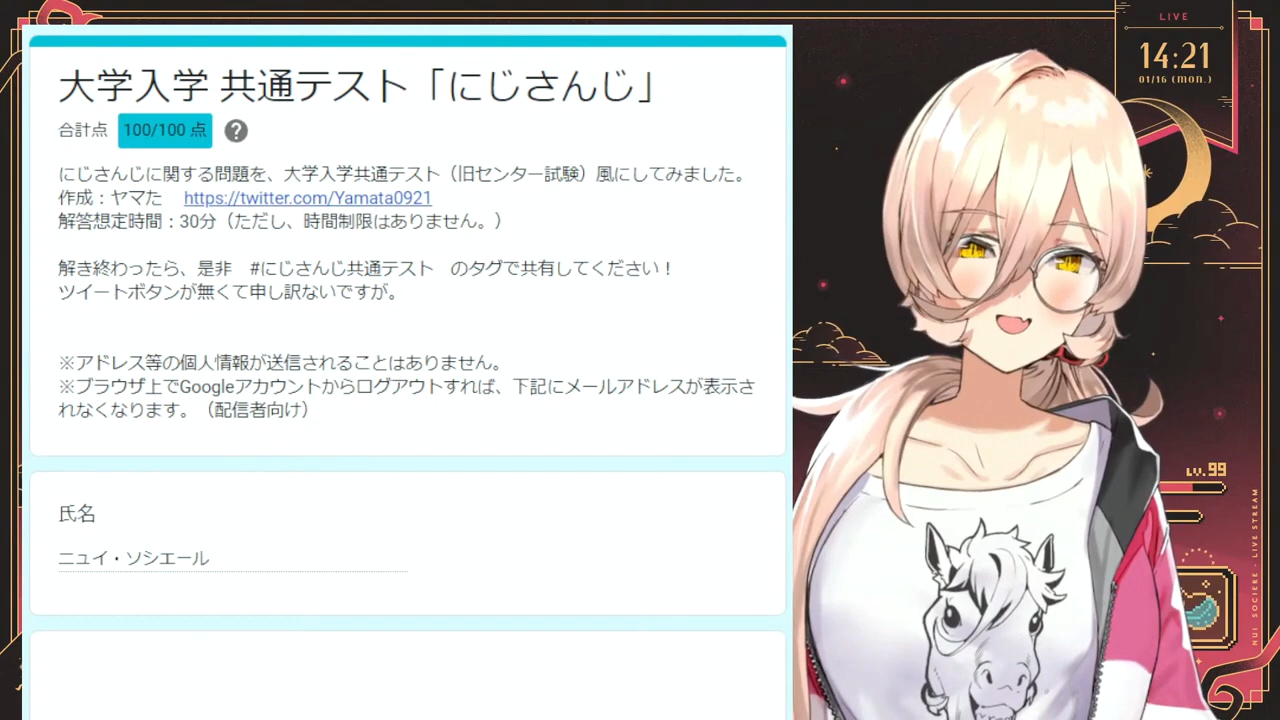 大学入学 共通テスト「にじさんじ」
合計点 100/100 点 ?
にじさんじに関する問題を、大学入学共通テスト（旧センター試験）風にしてみました。
作成：ヤマた https://twitter.com/Yamata0921
解答想定時間：30分（ただし、時間制限はありません。）
解き終わったら、是非 #にじさんじ共通テスト のタグで共有してください！
ツイートボタンが無くて申し訳ないですが。
※アドレス等の個人情報が送信されることはありません。
※ブラウザ上でGoogleアカウントからログアウトすれば、下記にメールアドレスが表示さ
れなくなります。（配信者向け）
氏名
ニュイ・ソシエール
LIVE
14:21
01/16 (MON.)
LV.99
NUI SOCIERE - LIVE STREAM